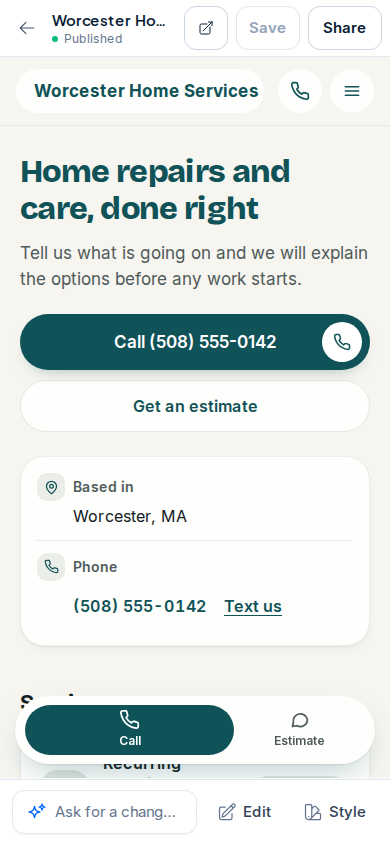 Worcester Ho...
Published
Save
Share
Worcester Home Services
Home repairs and
care, done right
Tell us what is going on and we will explain
the options before any work starts.
Call (508) 555-0142
Get an estimate
Based in
Worcester, MA
Phone
(508) 555-0142 Text us
Call
Estimate
Recurring
Ask for a chang...
Edit
Style